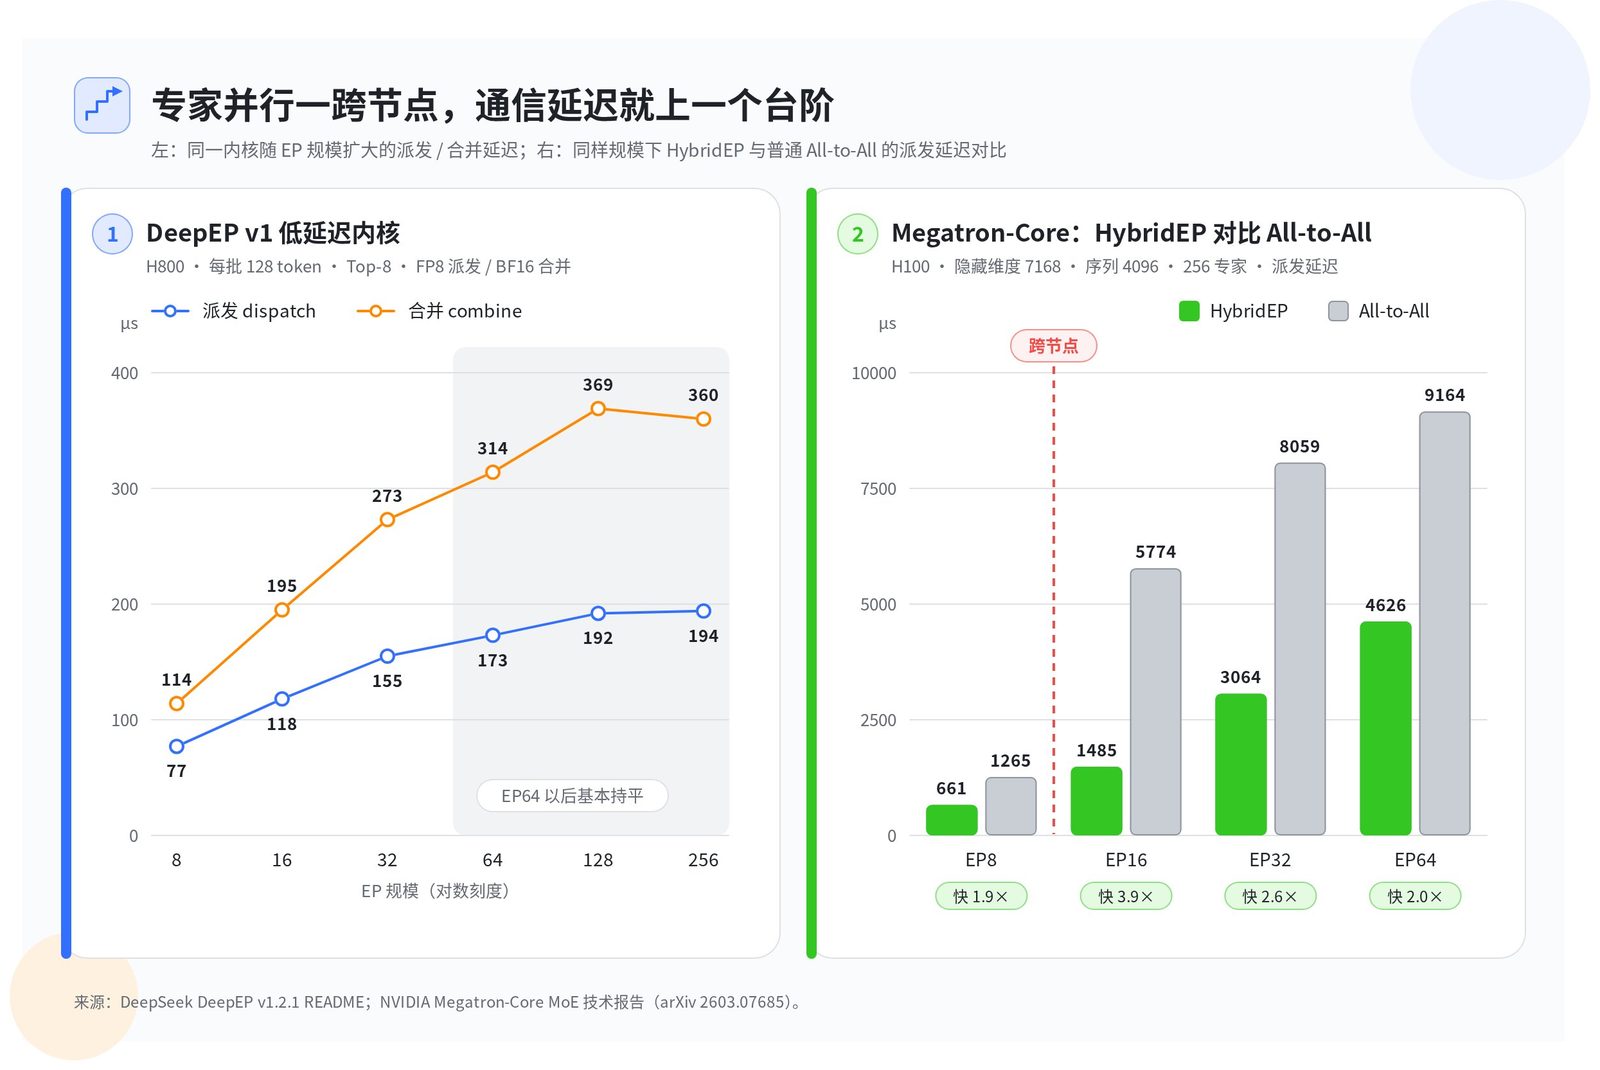 专家并行一跨节点，通信延迟就上一个台阶
左：同一内核随 EP 规模扩大的派发 / 合并延迟；右：同样规模下 HybridEP 与普通 All-to-All 的派发延迟对比
1
DeepEP v1 低延迟内核
H800 · 每批 128 token · Top-8 · FP8 派发 / BF16 合并
派发 dispatch
合并 combine
μs
400
300
200
100
0
114
195
273
314
369
360
77
118
155
173
192
194
EP64 以后基本持平
8
16
32
64
128
256
EP 规模（对数刻度）
2
Megatron-Core：HybridEP 对比 All-to-All
H100 · 隐藏维度 7168 · 序列 4096 · 256 专家 · 派发延迟
HybridEP
All-to-All
μs
跨节点
10000
7500
5000
2500
0
661
1265
1485
5774
3064
8059
4626
9164
EP8
EP16
EP32
EP64
快 1.9×
快 3.9×
快 2.6×
快 2.0×
来源：DeepSeek DeepEP v1.2.1 README；NVIDIA Megatron-Core MoE 技术报告（arXiv 2603.07685）。